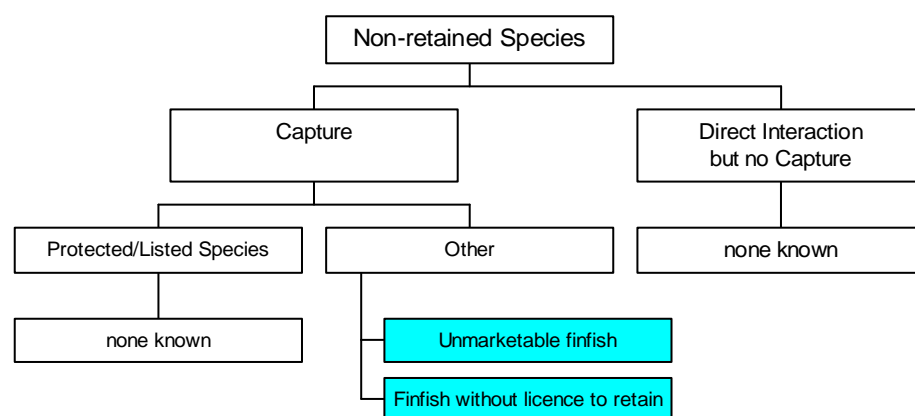 Non-retained Species
Capture
Direct Interaction
but no Capture
Protected/Listed Species
Other
none known
none known
Unmarketable finfish
Finfish without licence to retain